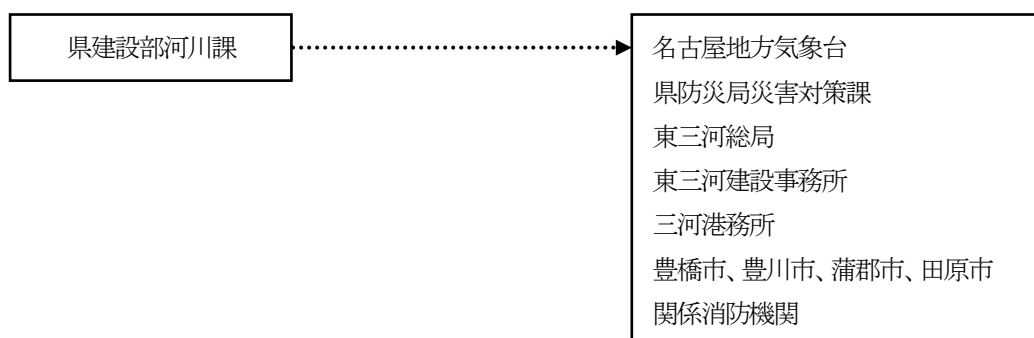 県建設部河川課
名古屋地方気象台
県防災局災害対策課
東三河総局
東三河建設事務所
三河港務所
豊橋市、豊川市、蒲郡市、田原市
関係消防機関